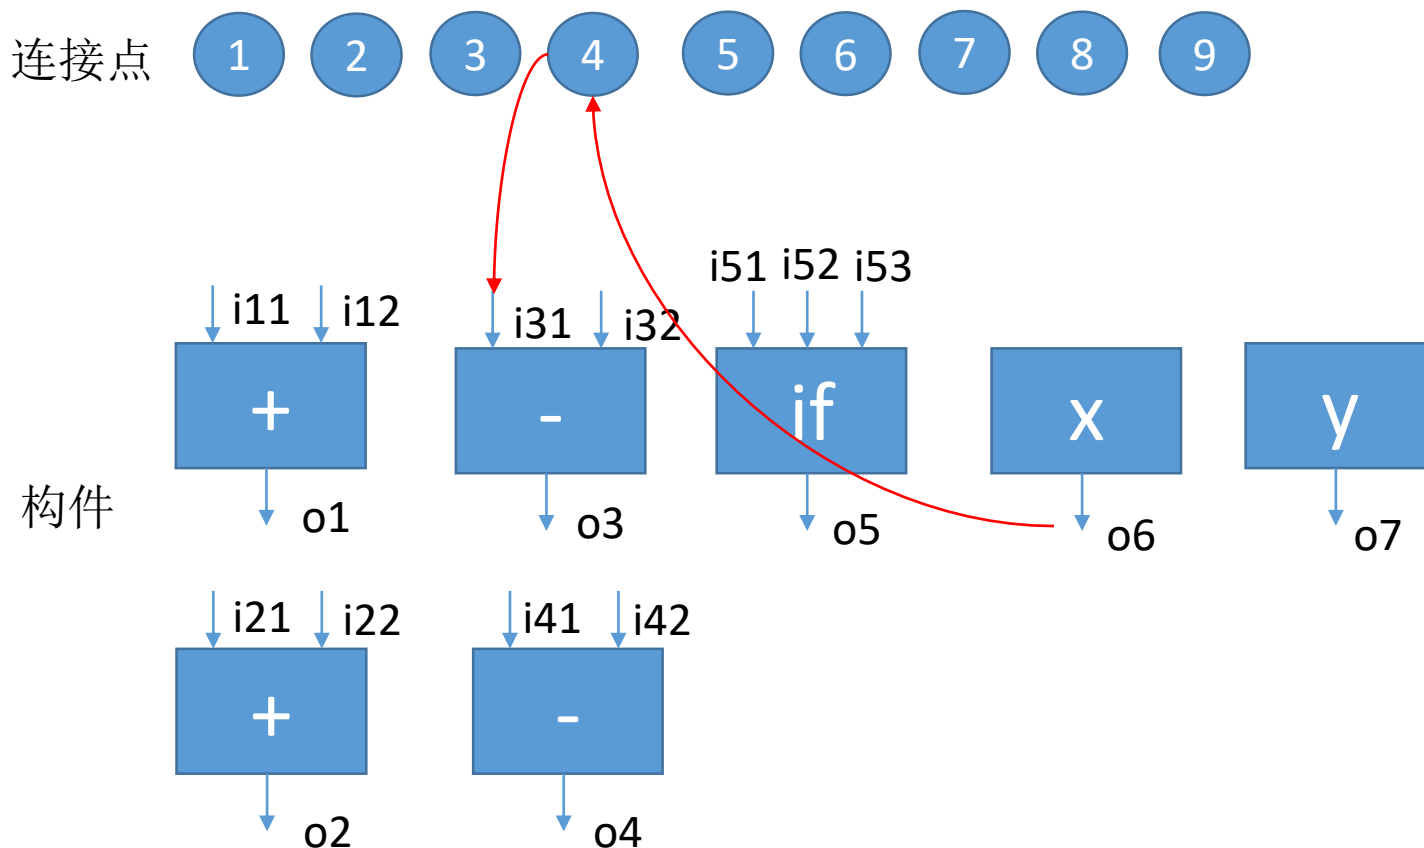 连接点 1 2 3 4 5 6 7 8 9
i51 i52 i53
i11 i12 i31 i32
+ - if x y
构件
o1 o3 o5 o6 o7
i21 i22 i41 i42
+ -
o2 o4